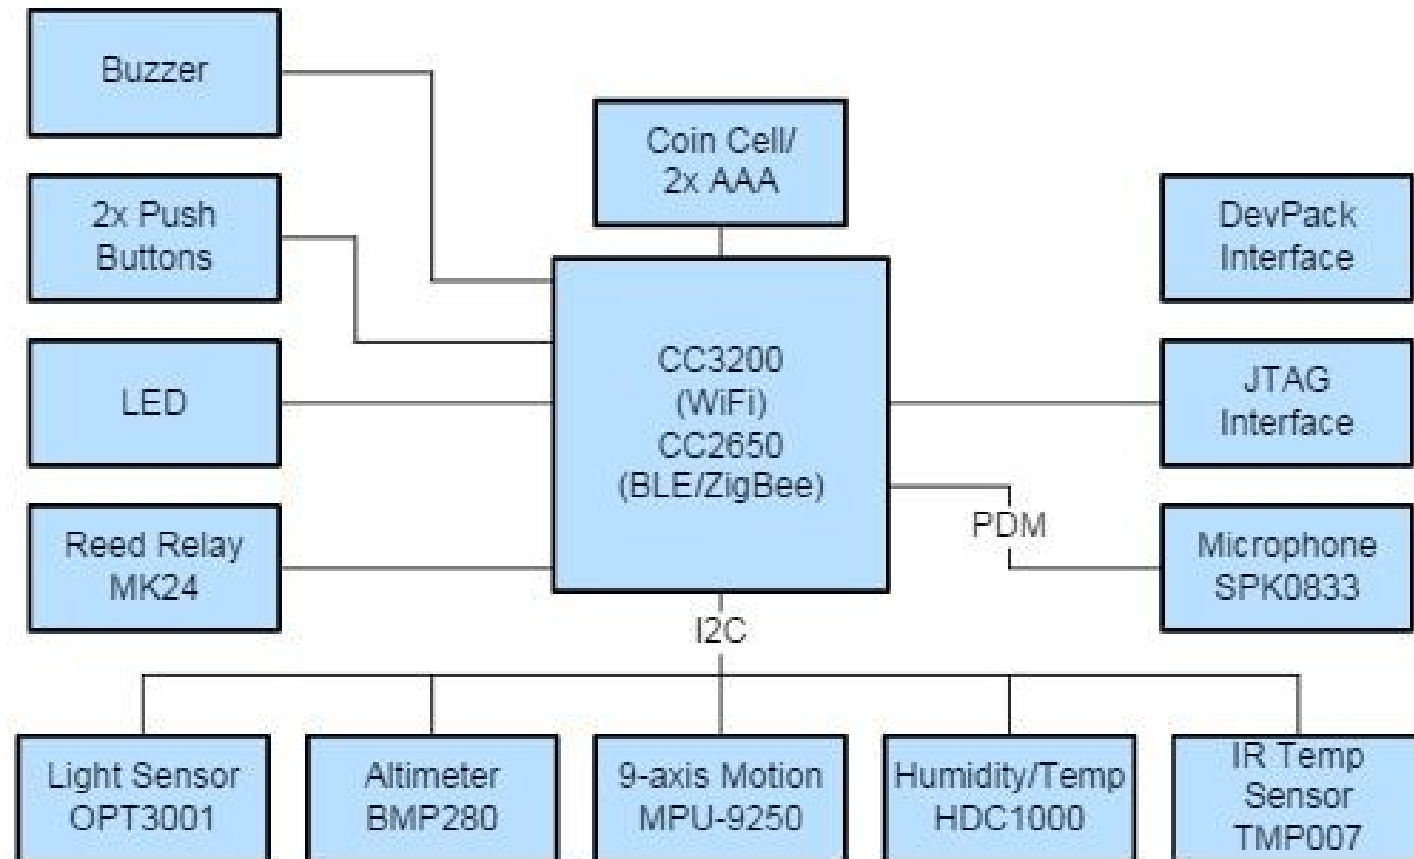 Buzzer
Coin Cell/
2x AAA
2x Push
Buttons
DevPack
Interface
LED
CC3200
(WiFi)
CC2650
(BLE/ZigBee)
JTAG
Interface
Reed Relay
MK24
PDM
Microphone
SPK0833
I2C
Light Sensor
OPT3001
Altimeter
BMP280
9-axis Motion
MPU-9250
Humidity/Temp
HDC1000
IR Temp
Sensor
TMP007